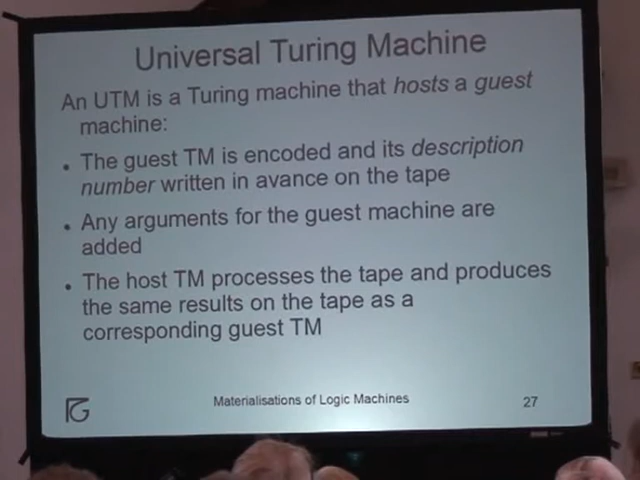 Universal Turing Machine
An UTM is a Turing machine that hosts a guest
machine:
• The guest TM is encoded and its description
number written in avance on the tape
• Any arguments for the guest machine are
added
• The host TM processes the tape and produces
the same results on the tape as a
corresponding guest TM
Materialisations of Logic Machines
27